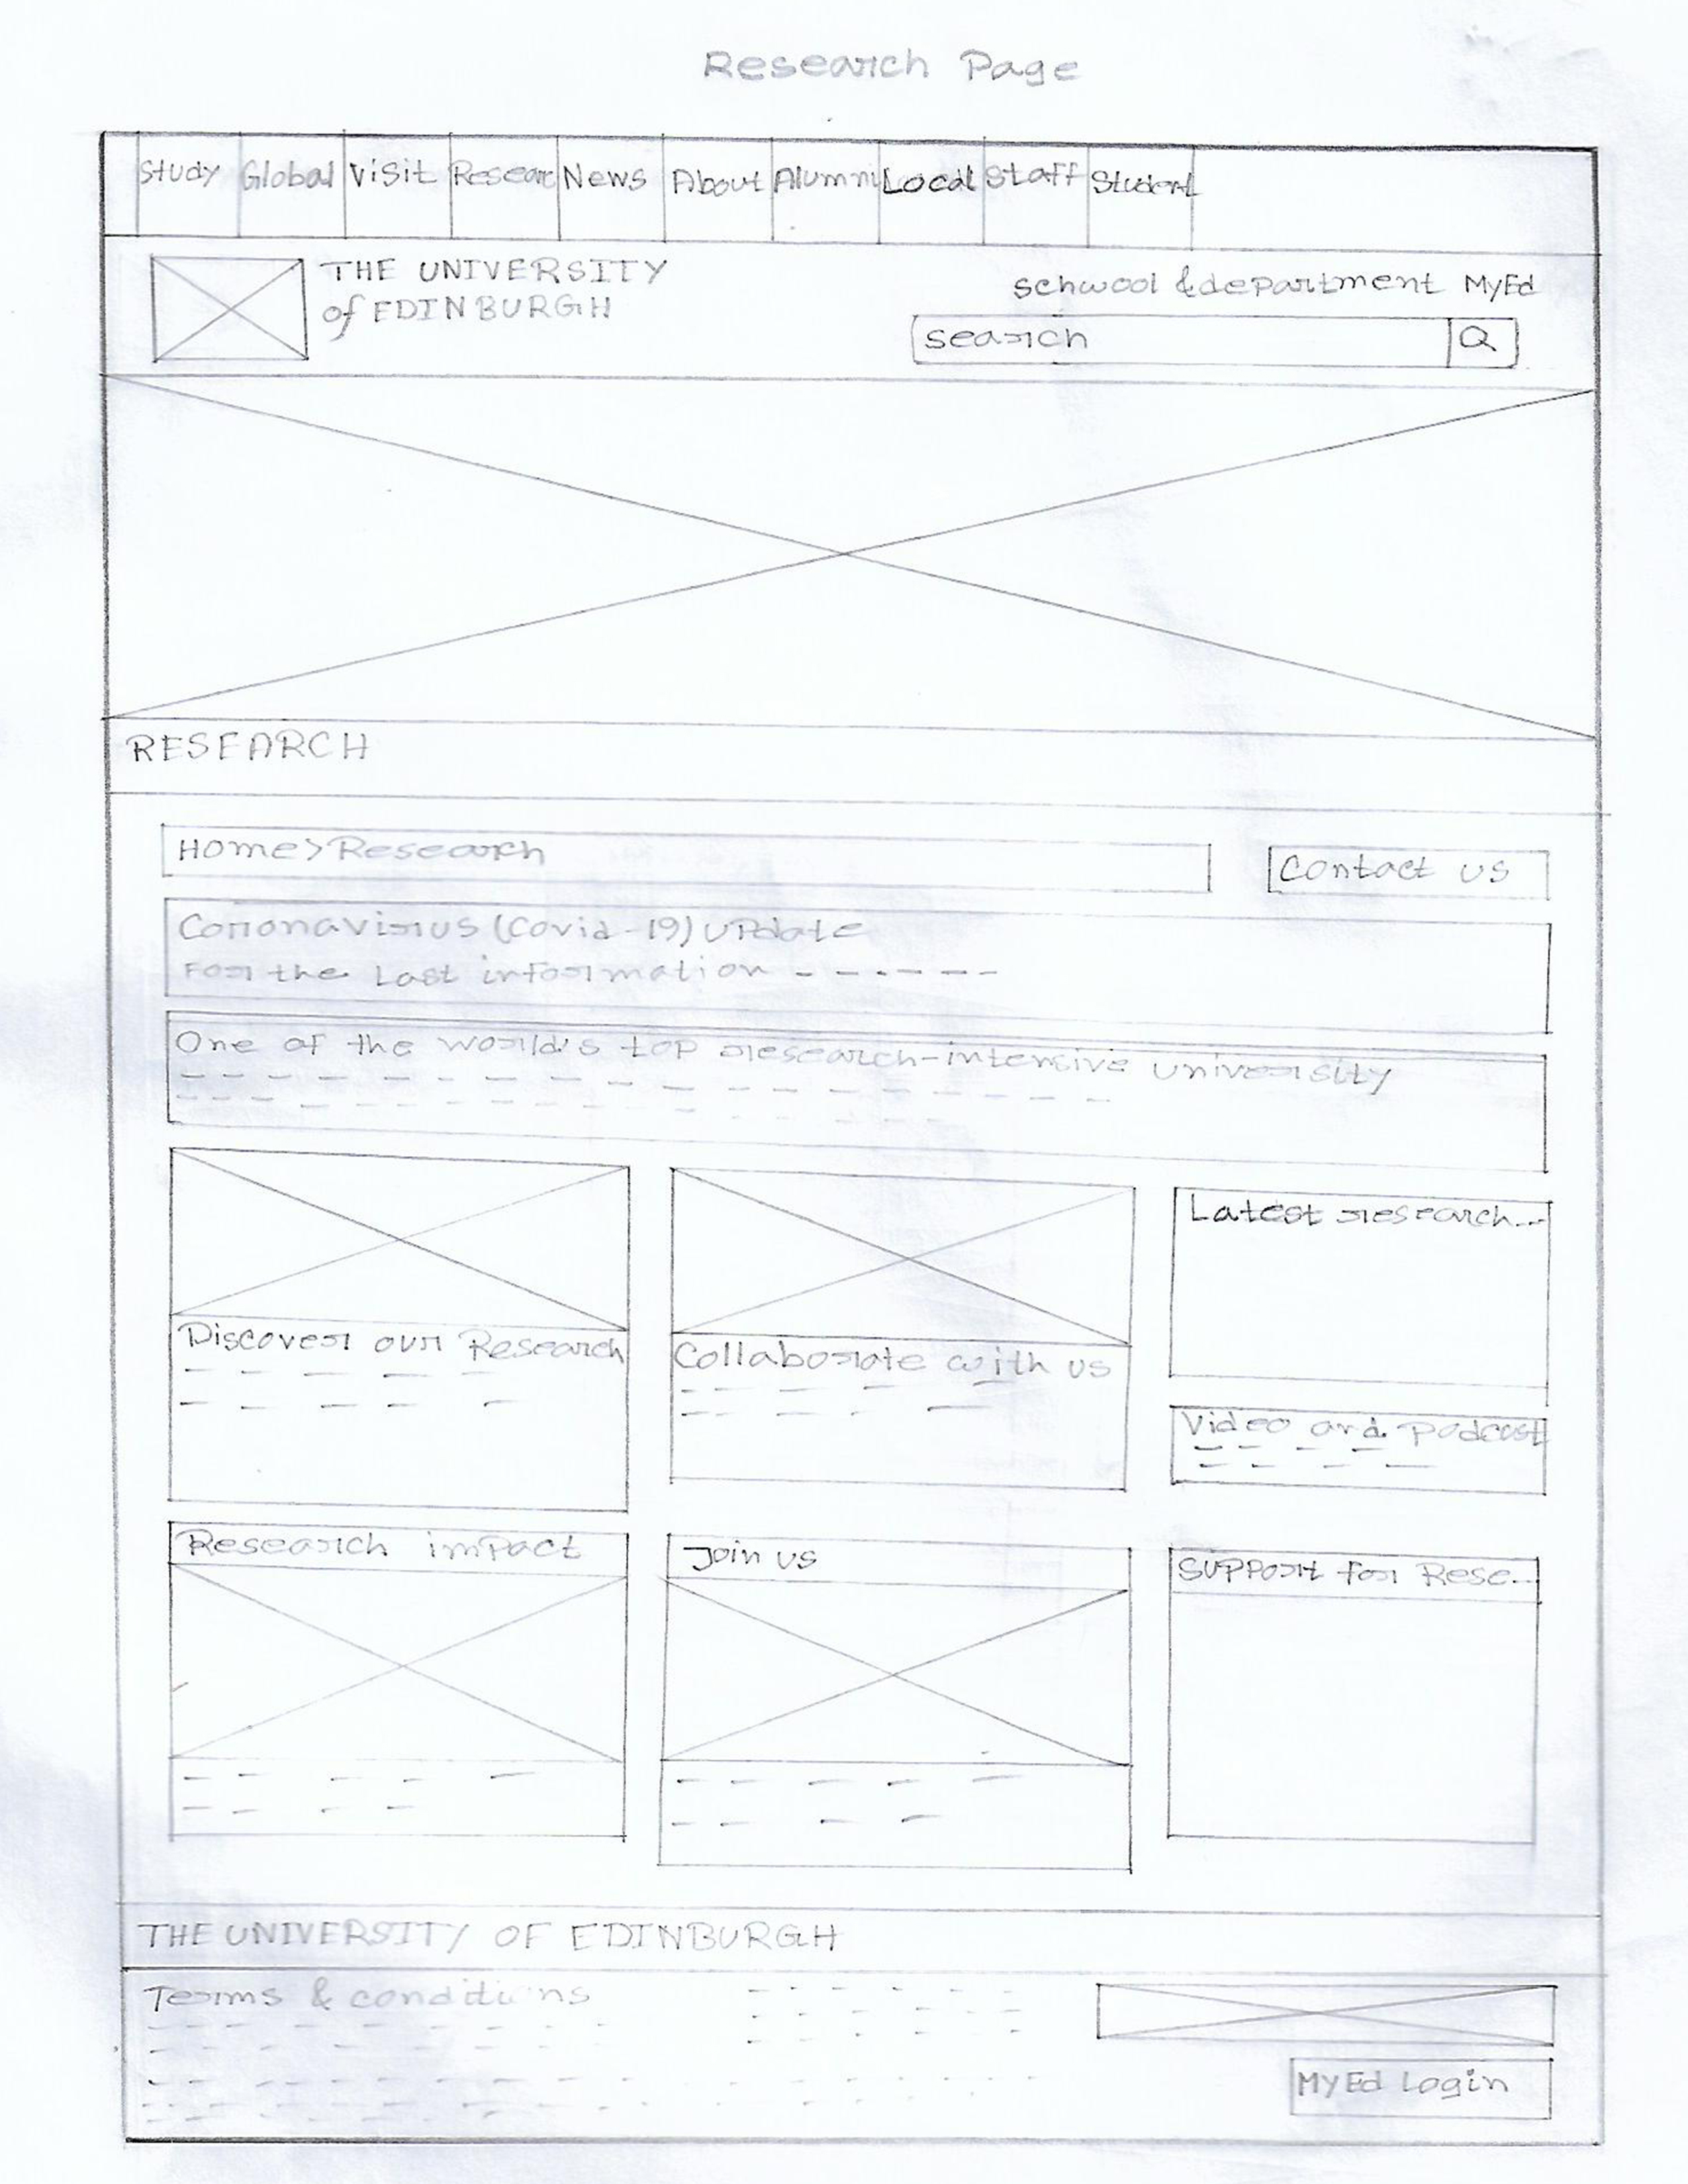 Research Page
Study Global Visit Researc News About Alumni Local Staff Student
THE UNIVERSITY
of EDINBURGH
schwool & department MyEd
search
RESEARCH
Home>Research
Contact us
Coronavirus (Covid-19) update
For the Last information ------
One of the world's top research-intensive university
Discover our Research
Collaborate with us
Latest research...
Video and Podcast
Research impact
Join us
Support for Rese...
THE UNIVERSITY OF EDINBURGH
Terms & conditions
MyEd Login